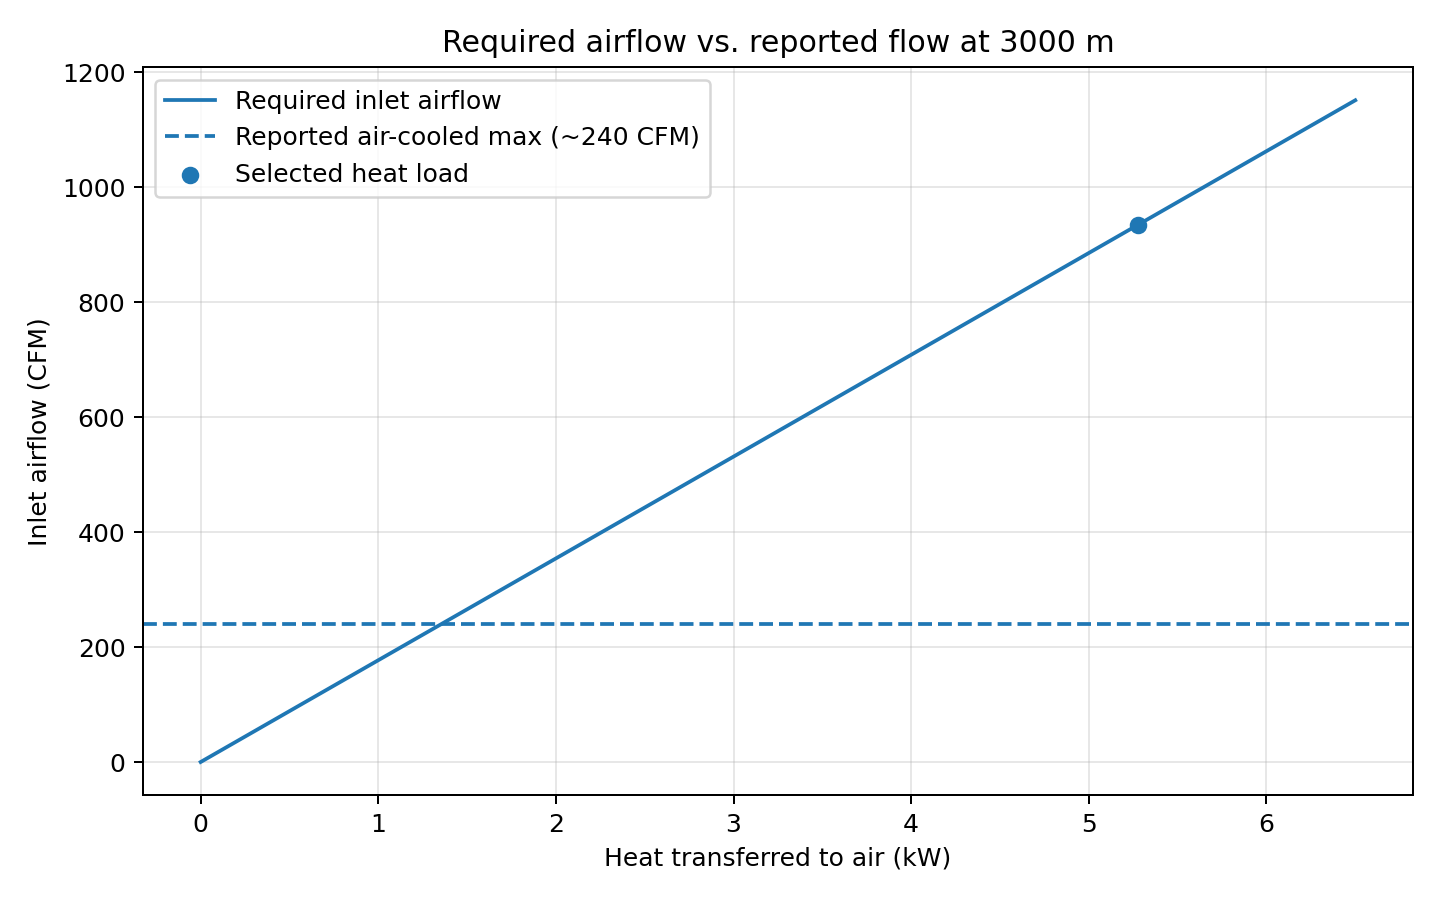 Required airflow vs. reported flow at 3000 m
Required inlet airflow
Reported air-cooled max (~240 CFM)
Selected heat load
1200
1000
800
600
400
200
0
Inlet airflow (CFM)
0 1 2 3 4 5 6
Heat transferred to air (kW)